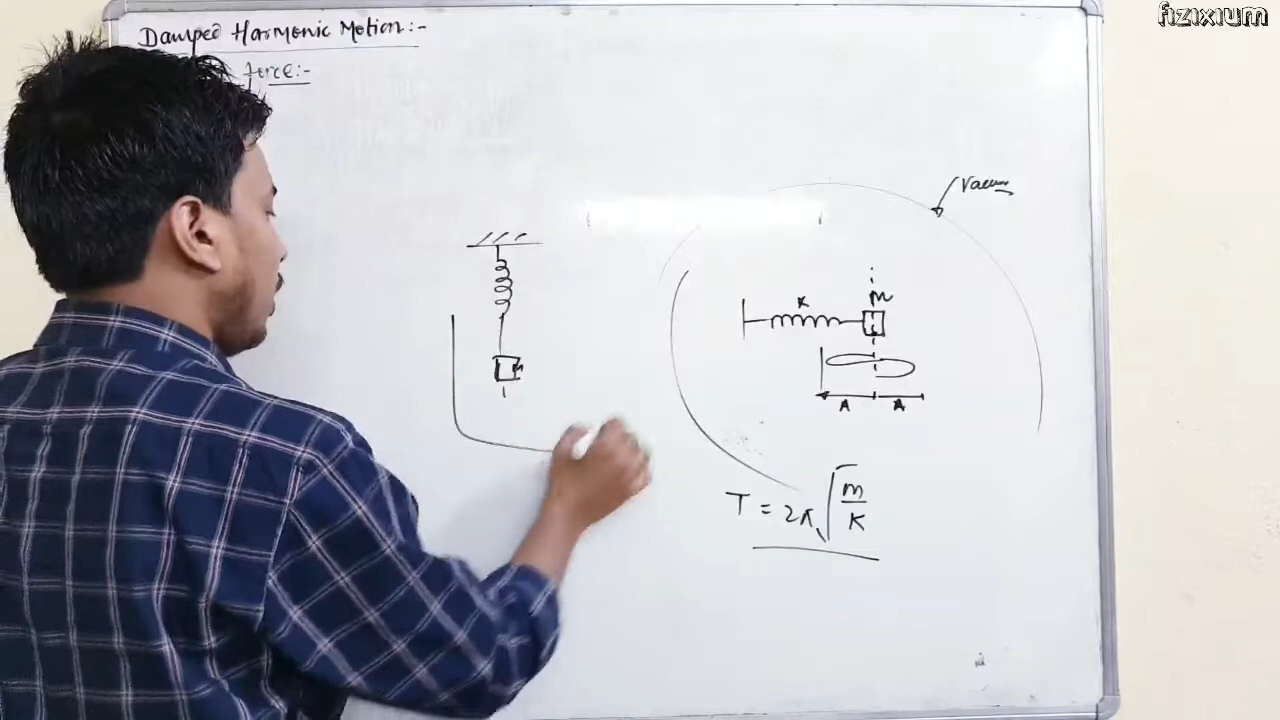 fizixium
Damped Harmonic Motion:-
force:-
Vacuum
m
K
m
A A
T = 2π√m/K